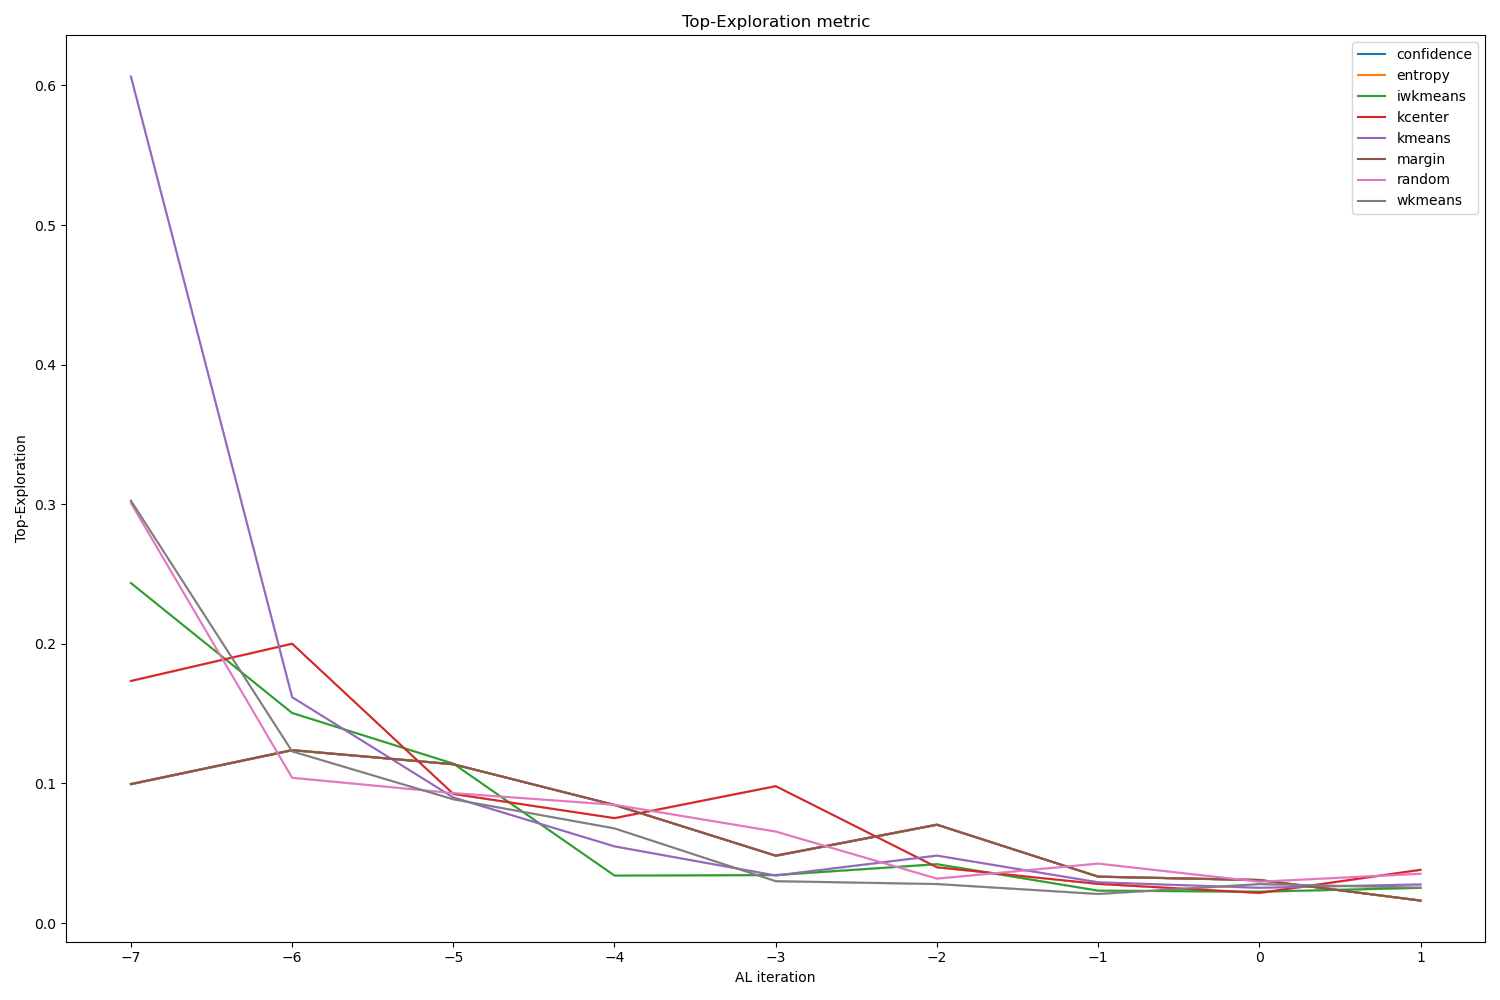 Top-Exploration metric
confidence
entropy
iwkmeans
kcenter
kmeans
margin
random
wkmeans
0.6
0.5
0.4
0.3
0.2
0.1
0.0
Top-Exploration
−7 −6 −5 −4 −3 −2 −1 0 1
AL iteration